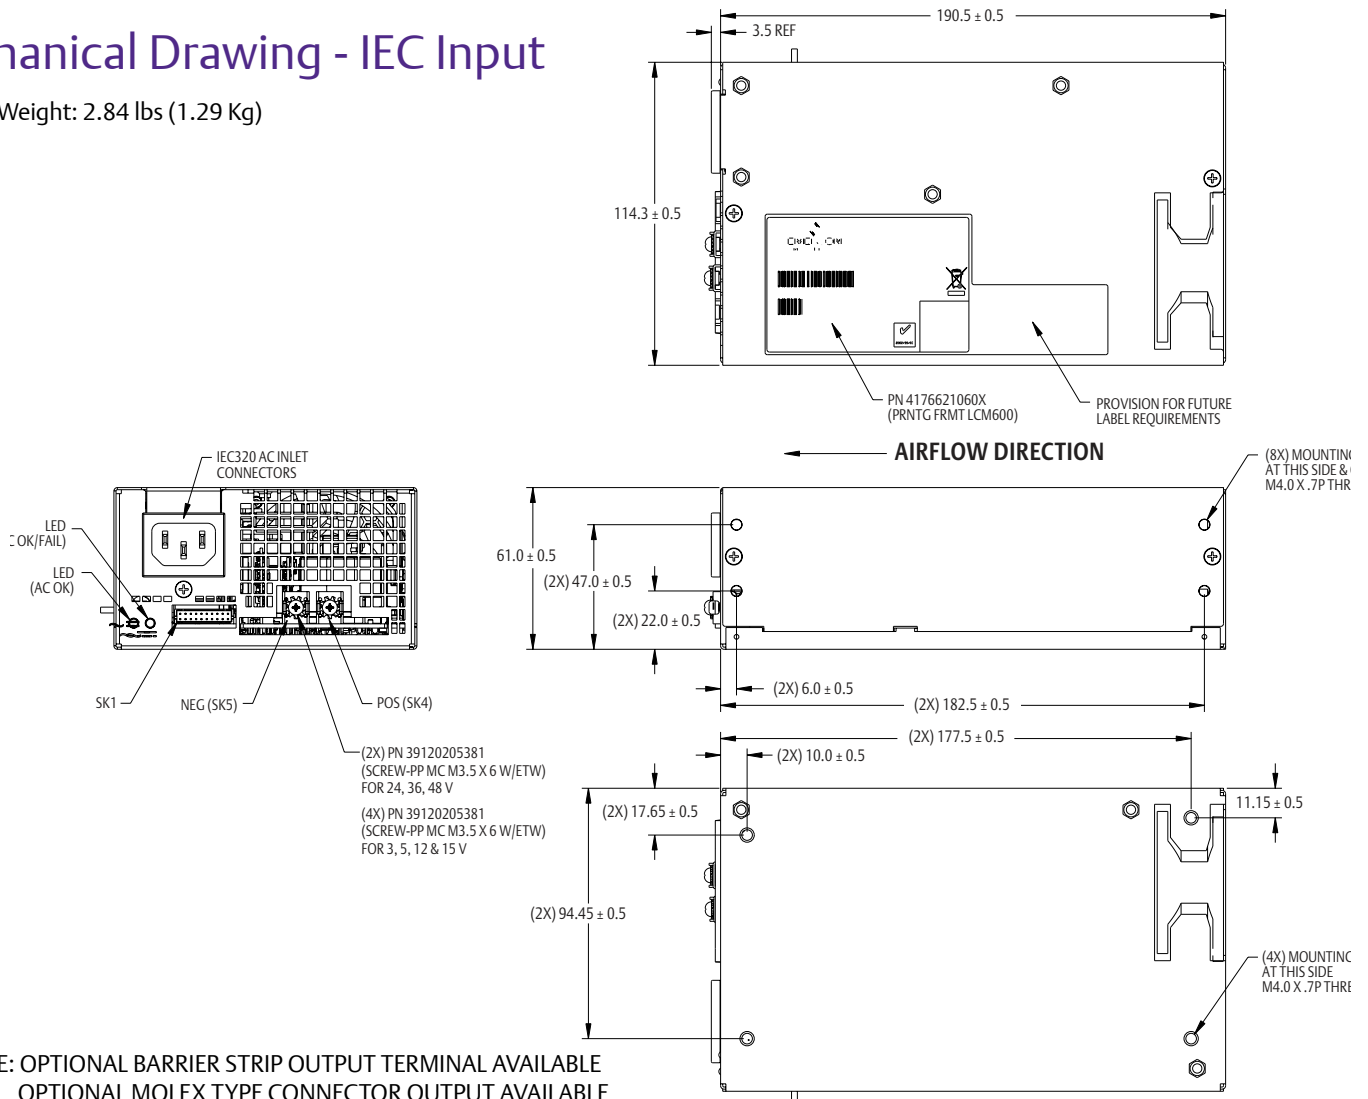 hanical Drawing - IEC Input
Weight: 2.84 lbs (1.29 Kg)
190.5 ± 0.5
3.5 REF
114.3 ± 0.5
PN 4176621060X
(PRNTG FRMT LCM600)
PROVISION FOR FUTURE
LABEL REQUIREMENTS
AIRFLOW DIRECTION
(8X) MOUNTING
AT THIS SIDE &
M4.0 X .7P THR
IEC320 AC INLET
CONNECTORS
LED
OK/FAIL)
LED
(AC OK)
SK1
NEG (SK5)
POS (SK4)
61.0 ± 0.5
(2X) 47.0 ± 0.5
(2X) 22.0 ± 0.5
(2X) 6.0 ± 0.5
(2X) 182.5 ± 0.5
(2X) PN 39120205381
(SCREW-PP MC M3.5 X 6 W/ETW)
FOR 24, 36, 48 V
(4X) PN 39120205381
(SCREW-PP MC M3.5 X 6 W/ETW)
FOR 3, 5, 12 & 15 V
(2X) 177.5 ± 0.5
(2X) 10.0 ± 0.5
(2X) 17.65 ± 0.5
11.15 ± 0.5
(2X) 94.45 ± 0.5
(4X) MOUNTING
AT THIS SIDE
M4.0 X .7P THRE
E: OPTIONAL BARRIER STRIP OUTPUT TERMINAL AVAILABLE
OPTIONAL MOLEX TYPE CONNECTOR OUTPUT AVAILABLE